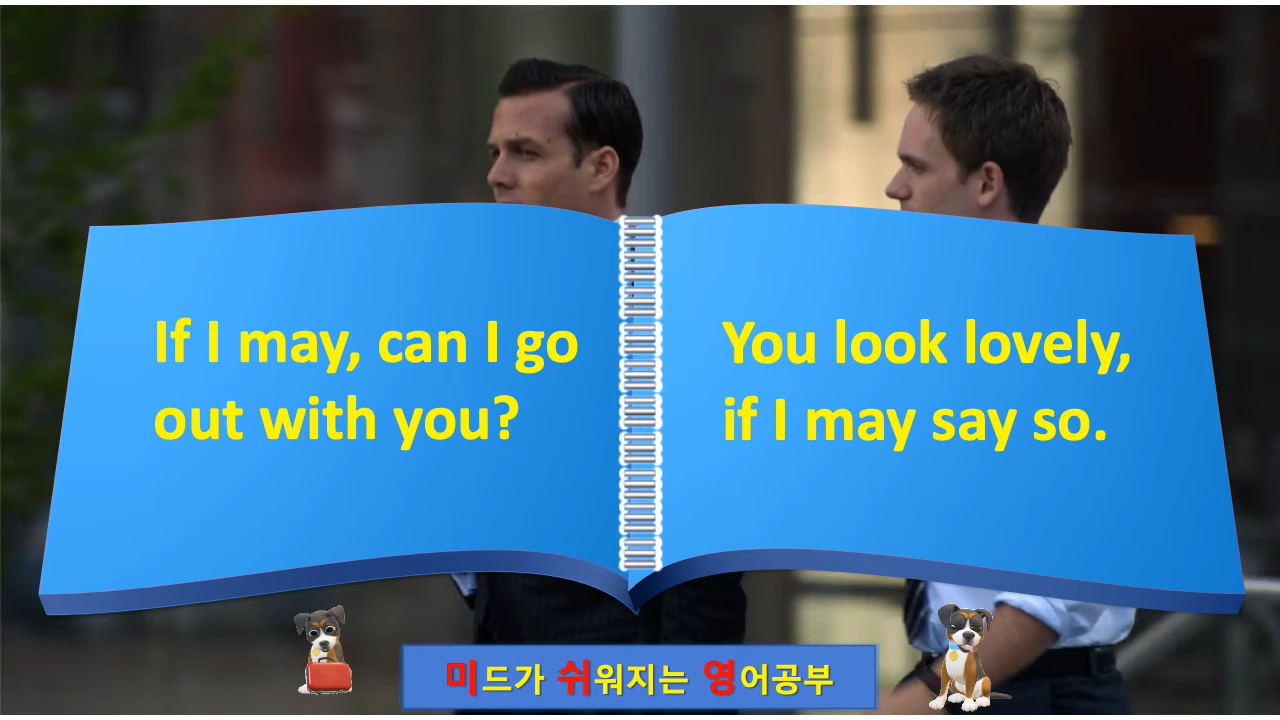 If I may, can I go
out with you?
You look lovely,
if I may say so.
미드가 쉬워지는 영어공부